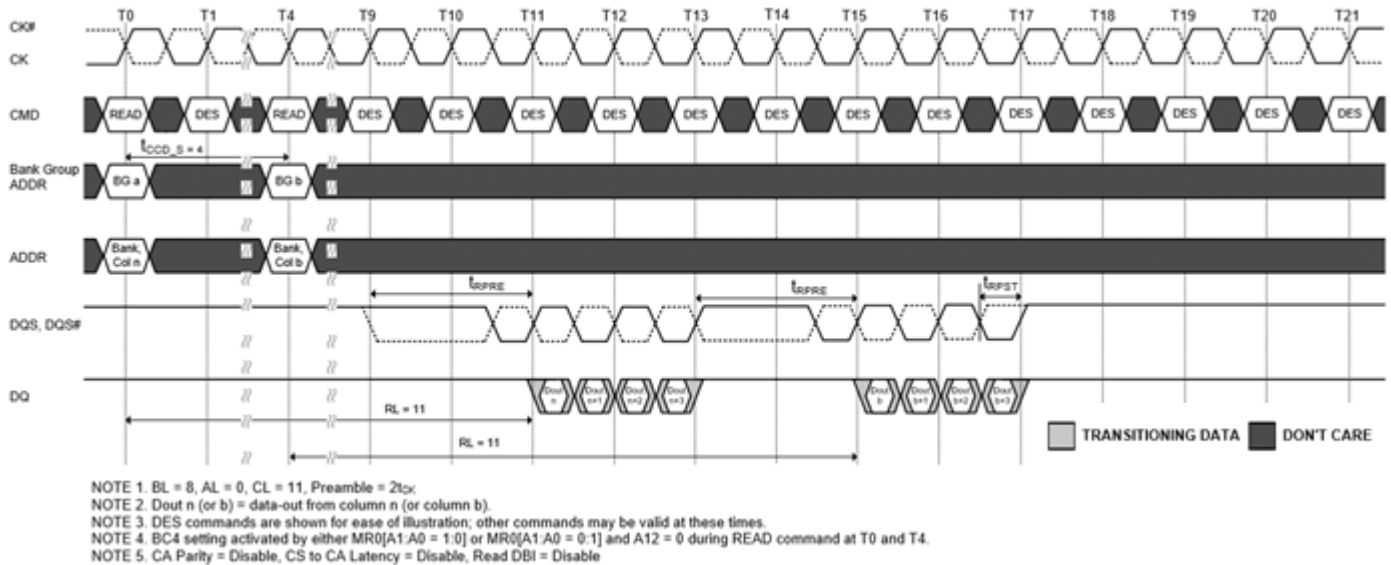 T0 T1 T4 T9 T10 T11 T12 T13 T14 T15 T16 T17 T18 T19 T20 T21
CK#
CK
CMD READ DES READ DES DES DES DES DES DES DES DES DES DES DES DES DES
tCCD_S = 4
Bank Group
ADDR
BG a BG b
ADDR
Bank,
Col n
Bank,
Col b
tRPRE tRPRE tRPST
DQS, DQS#
DQ
Dout
n
Dout
n+1
Dout
n+2
Dout
n+3
Dout
b
Dout
b+1
Dout
b+2
Dout
b+3
RL = 11
RL = 11
TRANSITIONING DATA DON'T CARE
NOTE 1. BL = 8, AL = 0, CL = 11, Preamble = 2tCK
NOTE 2. Dout n (or b) = data-out from column n (or column b).
NOTE 3. DES commands are shown for ease of illustration; other commands may be valid at these times.
NOTE 4. BC4 setting activated by either MR0[A1:A0 = 1:0] or MR0[A1:A0 = 0:1] and A12 = 0 during READ command at T0 and T4.
NOTE 5. CA Parity = Disable, CS to CA Latency = Disable, Read DBI = Disable